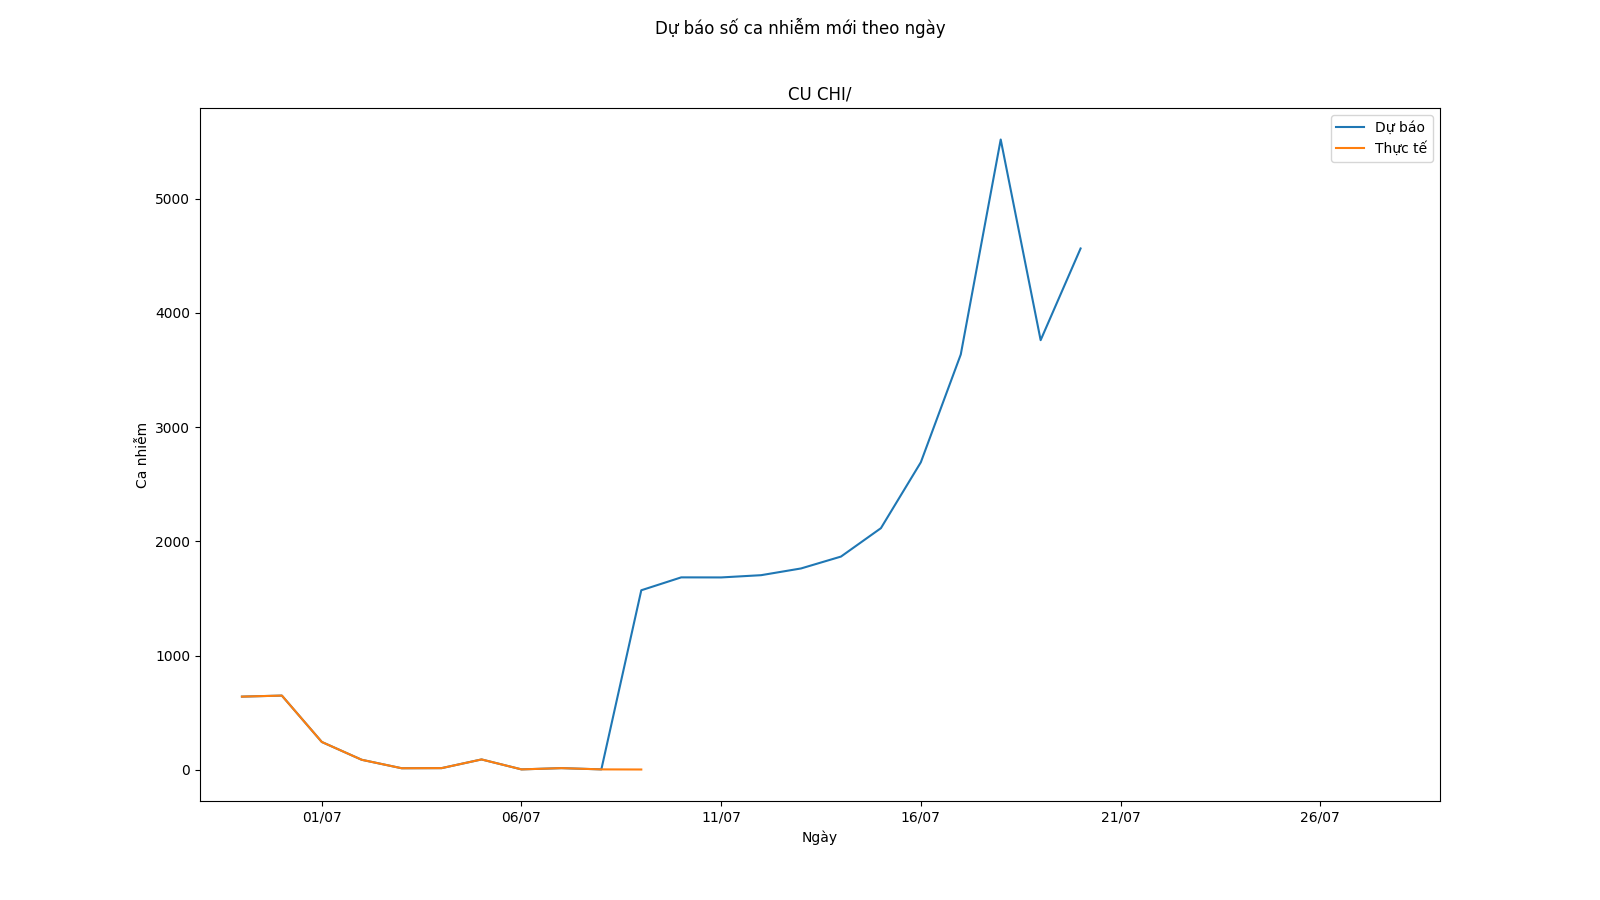 Dự báo số ca nhiễm mới theo ngày
CU CHI/
Dự báo
Thực tế
5000
4000
3000
2000
1000
0
Ca nhiễm
01/07
06/07
11/07
16/07
21/07
26/07
Ngày